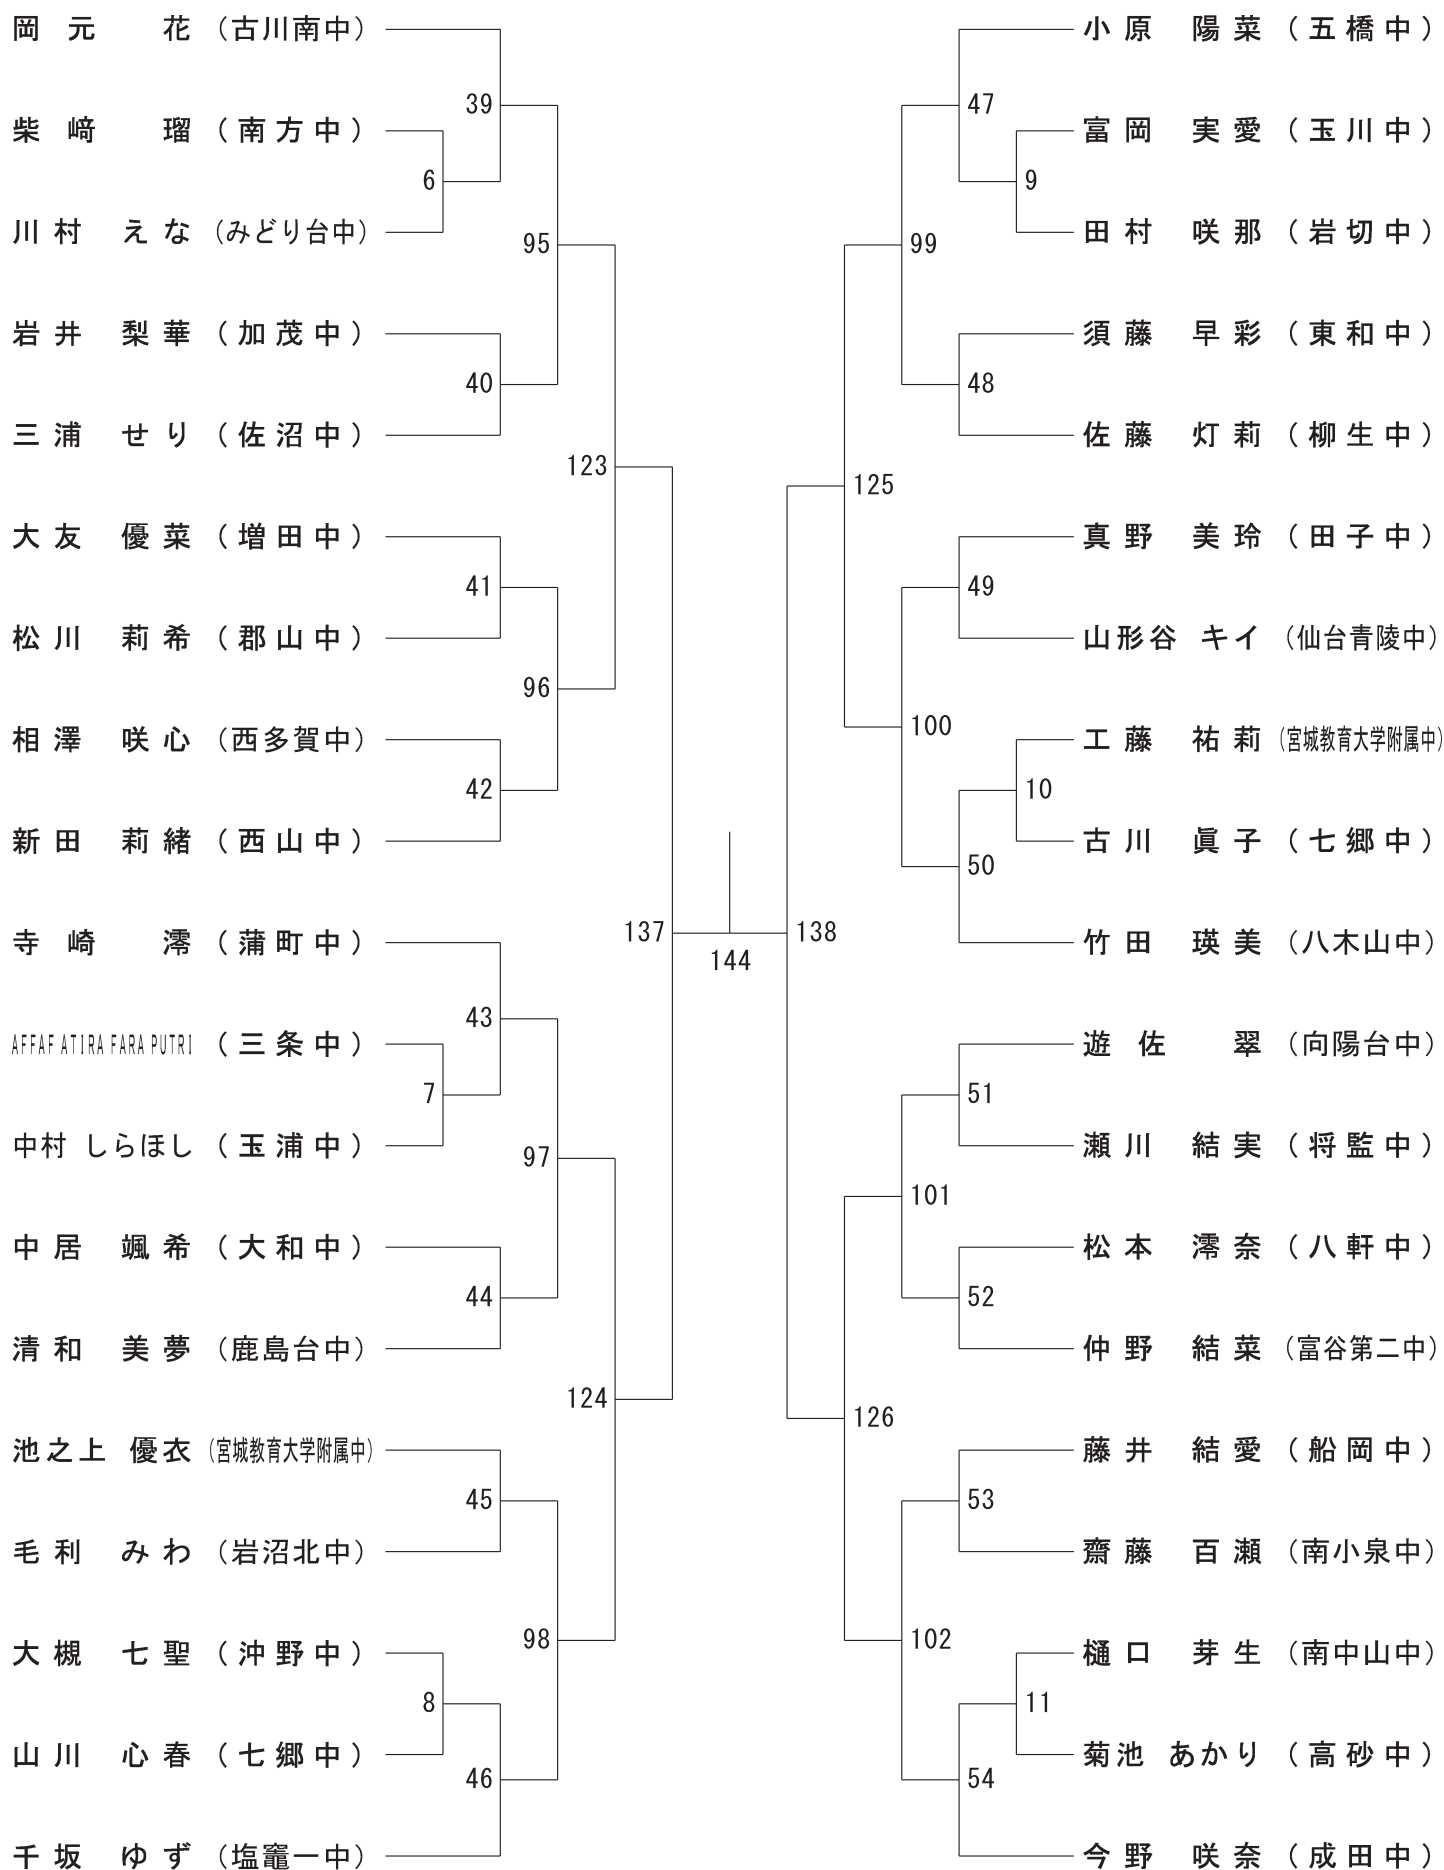 岡元 花 (古川南中)
39
柴﨑 瑠 (南方中)
6
川村 えな (みどり台中)
95
岩井 梨華 (加茂中)
40
三浦 せり (佐沼中)
123
大友 優菜 (増田中)
41
松川 莉希 (郡山中)
96
相澤 咲心 (西多賀中)
42
新田 莉緒 (西山中)
137
寺崎 澪 (蒲町中)
43
AFFAF ATIRA FARA PUTRI (三条中)
7
中村 しらほし (玉浦中)
97
中居 颯希 (大和中)
44
清和 美夢 (鹿島台中)
124
池之上 優衣 (宮城教育大学附属中)
45
毛利 みわ (岩沼北中)
98
大槻 七聖 (沖野中)
8
山川 心春 (七郷中)
46
千坂 ゆず (塩竈一中)
144
小原 陽菜 (五橋中)
47
富岡 実愛 (玉川中)
9
田村 咲那 (岩切中)
99
須藤 早彩 (東和中)
48
佐藤 灯莉 (柳生中)
125
真野 美玲 (田子中)
49
山形谷 キイ (仙台青陵中)
100
工藤 祐莉 (宮城教育大学附属中)
10
古川 眞子 (七郷中)
50
竹田 瑛美 (八木山中)
138
遊佐 翠 (向陽台中)
51
瀬川 結実 (将監中)
101
松本 澪奈 (八軒中)
52
仲野 結菜 (富谷第二中)
126
藤井 結愛 (船岡中)
53
齋藤 百瀬 (南小泉中)
102
樋口 芽生 (南中山中)
11
菊池 あかり (高砂中)
54
今野 咲奈 (成田中)